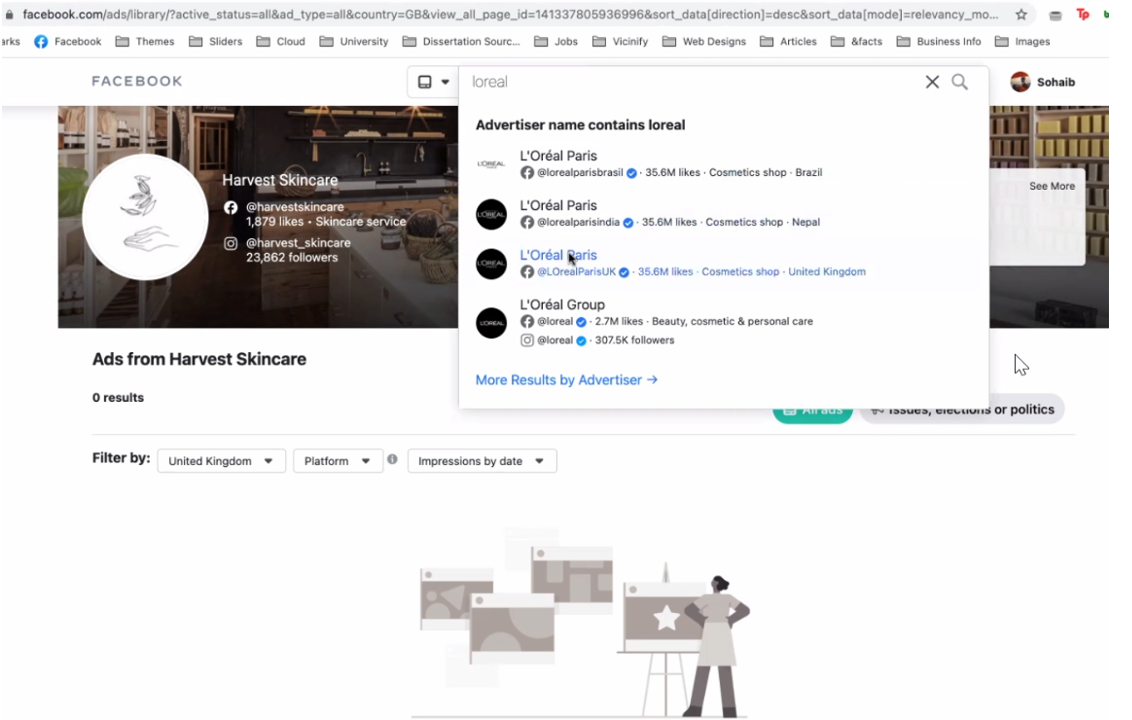 facebook.com/ads/library/?active_status=all&ad_type=all&country=GB&view_all_page_id=141337805936996&sort_data[direction]=desc&sort_data[mode]=relevancy_mo...
Tp
arks Facebook Themes Sliders Cloud University Dissertation Sourc... Jobs Vicinify Web Designs Articles &facts Business Info Images
FACEBOOK
loreal
Sohaib
Advertiser name contains loreal
L'Oréal Paris
@lorealparisbrasil · 35.6M likes · Cosmetics shop · Brazil
L'Oréal Paris
@lorealparisindia · 35.6M likes · Cosmetics shop · Nepal
L'Oréal Paris
@LOrealParisUK · 35.6M likes · Cosmetics shop · United Kingdom
L'Oréal Group
@loreal · 2.7M likes · Beauty, cosmetic & personal care
@loreal · 307.5K followers
More Results by Advertiser →
Harvest Skincare
@harvestskincare
1,879 likes • Skincare service
@harvest_skincare
23,862 followers
See More
Ads from Harvest Skincare
0 results
All ads
Issues, elections or politics
Filter by: United Kingdom Platform Impressions by date